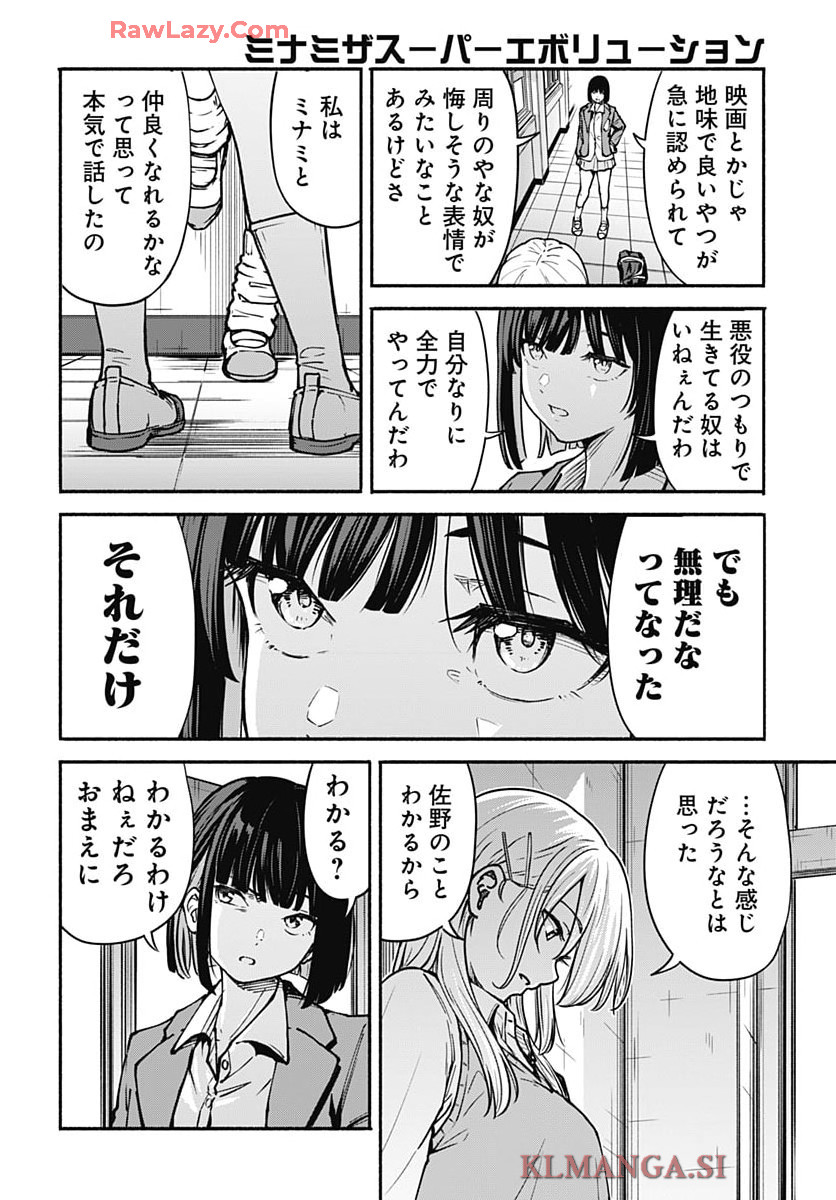 RawLazy.Com
ミナミザスーパーエボリューション
映画とかじゃ
地味で良いやつが
急に認められて
周りのやな奴が
悔しそうな表情で
みたいなこと
あるけどさ
私は
ミナミと
仲良くなれるかな
って思って
本気で話したの
悪役のつもりで
生きてる奴は
いねぇんだわ
自分なりに
全力で
やってんだわ
でも
無理だな
ってなった
それだけ
…そんな感じ
だろうなとは
思った
佐野のこと
わかるから
わかる？
わかるわけ
ねぇだろ
おまえに
KLMANGA.SI